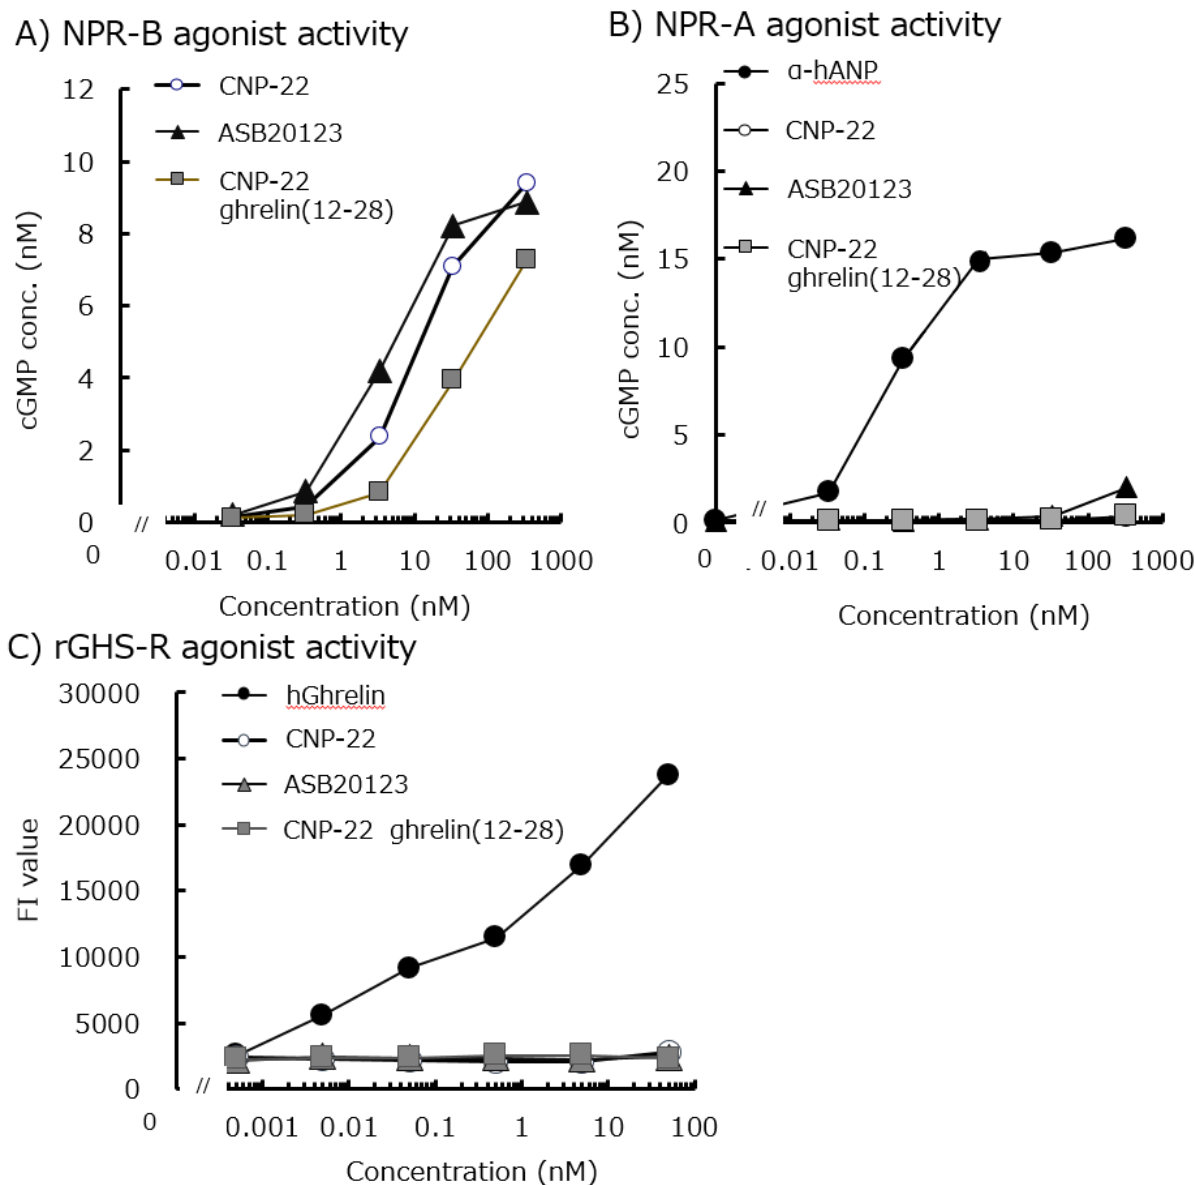 A) NPR-B agonist activity
CNP-22
ASB20123
CNP-22
ghrelin(12-28)
12
10
8
6
4
2
0
cGMP conc. (nM)
0 // 0.01 0.1 1 10 100 1000
Concentration (nM)
B) NPR-A agonist activity
α-hANP
CNP-22
ASB20123
CNP-22
ghrelin(12-28)
25
20
15
10
5
0
cGMP conc. (nM)
0 // . 0.01 0.1 1 10 100 1000
Concentration (nM)
C) rGHS-R agonist activity
hGhrelin
CNP-22
ASB20123
CNP-22 ghrelin(12-28)
30000
25000
20000
15000
10000
5000
0
FI value
0 // 0.001 0.01 0.1 1 10 100
Concentration (nM)